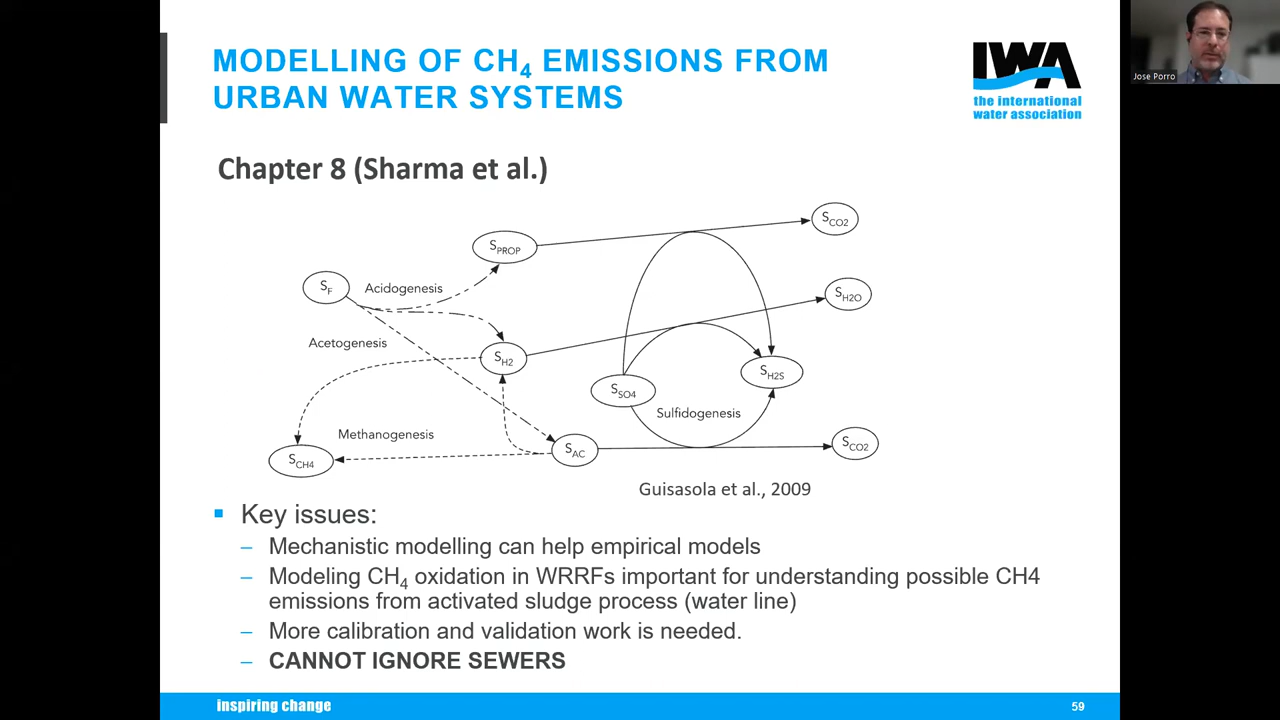 MODELLING OF CH4 EMISSIONS FROM
URBAN WATER SYSTEMS
IWA
the international
water association
Jose Porro
Chapter 8 (Sharma et al.)
SCO2
SPROP
SF
Acidogenesis
SH2O
Acetogenesis
SH2
SH2S
SSO4
Sulfidogenesis
Methanogenesis
SCO2
SAC
SCH4
Guisasola et al., 2009
▪ Key issues:
– Mechanistic modelling can help empirical models
– Modeling CH4 oxidation in WRRFs important for understanding possible CH4
emissions from activated sludge process (water line)
– More calibration and validation work is needed.
– CANNOT IGNORE SEWERS
inspiring change
59